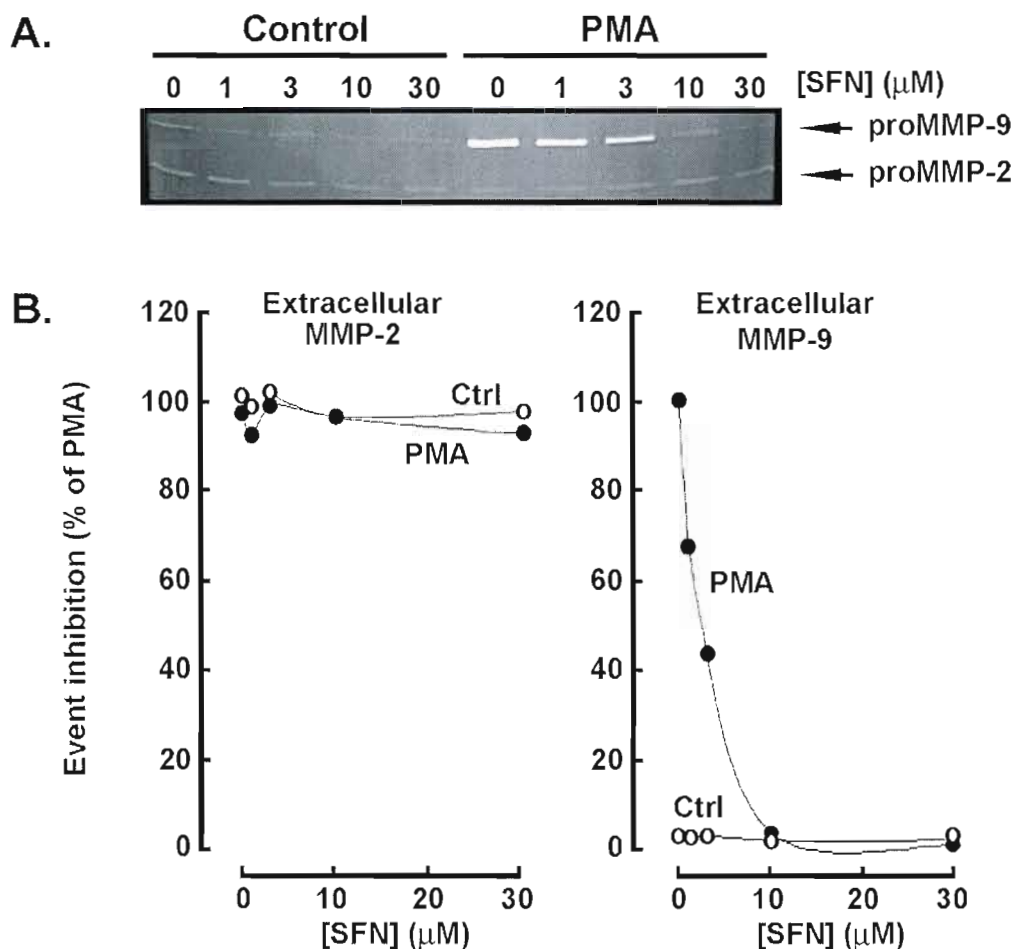 A.
Control PMA
0 1 3 10 30 0 1 3 10 30 [SFN] (µM)
proMMP-9
proMMP-2
B.
Event inhibition (% of PMA)
120
100
80
60
40
20
0
Extracellular
MMP-2
Ctrl
PMA
0 10 20 30
[SFN] (µM)
120
100
80
60
40
20
0
Extracellular
MMP-9
PMA
Ctrl
0 10 20 30
[SFN] (µM)